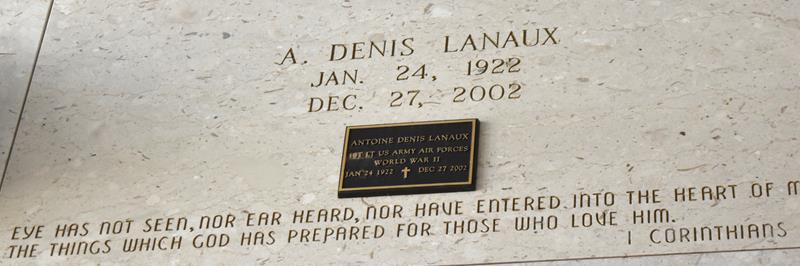 A. DENIS LANAUX
JAN. 24, 1922
DEC. 27, 2002
ANTOINE DENIS LANAUX
1ST LT US ARMY AIR FORCES
WORLD WAR II
JAN 24 1922 DEC 27 2002
EYE HAS NOT SEEN, NOR EAR HEARD, NOR HAVE ENTERED INTO THE HEART OF M
THE THINGS WHICH GOD HAS PREPARED FOR THOSE WHO LOVE HIM.
I CORINTHIANS